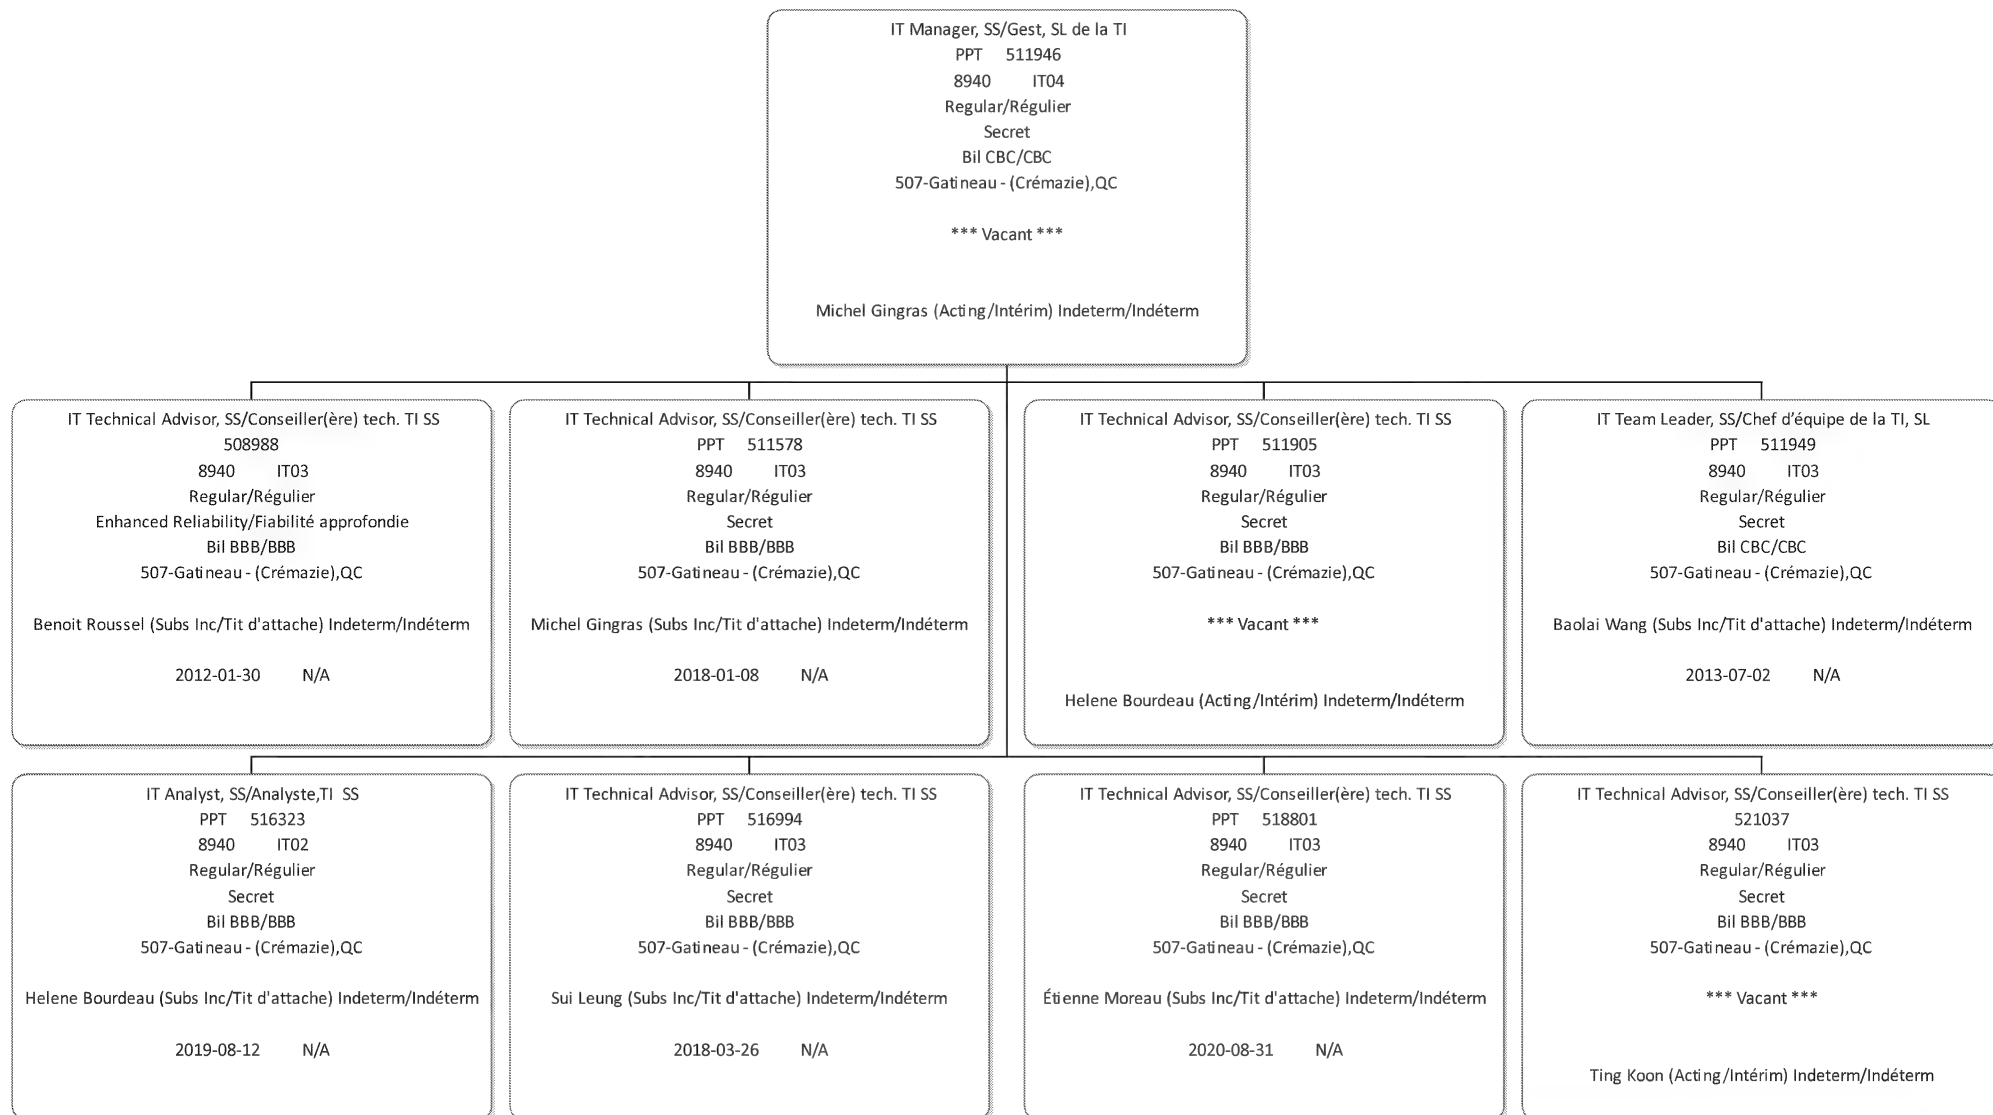 IT Manager, SS/Gest, SL de la TI
PPT 511946
8940 IT04
Regular/Régulier
Secret
Bil CBC/CBC
507-Gatineau - (Crémazie),QC
*** Vacant ***
Michel Gingras (Acting/Intérim) Indeterm/Indéterm
IT Technical Advisor, SS/Conseiller(ère) tech. TI SS
508988
8940 IT03
Regular/Régulier
Enhanced Reliability/Fiabilité approfondie
Bil BBB/BBB
507-Gatineau - (Crémazie),QC
Benoit Roussel (Subs Inc/Tit d'attache) Indeterm/Indéterm
2012-01-30 N/A
IT Technical Advisor, SS/Conseiller(ère) tech. TI SS
PPT 511578
8940 IT03
Regular/Régulier
Secret
Bil BBB/BBB
507-Gatineau - (Crémazie),QC
Michel Gingras (Subs Inc/Tit d'attache) Indeterm/Indéterm
2018-01-08 N/A
IT Technical Advisor, SS/Conseiller(ère) tech. TI SS
PPT 511905
8940 IT03
Regular/Régulier
Secret
Bil BBB/BBB
507-Gatineau - (Crémazie),QC
*** Vacant ***
Helene Bourdeau (Acting/Intérim) Indeterm/Indéterm
IT Team Leader, SS/Chef d’équipe de la TI, SL
PPT 511949
8940 IT03
Regular/Régulier
Secret
Bil CBC/CBC
507-Gatineau - (Crémazie),QC
Baolai Wang (Subs Inc/Tit d'attache) Indeterm/Indéterm
2013-07-02 N/A
IT Analyst, SS/Analyste,TI SS
PPT 516323
8940 IT02
Regular/Régulier
Secret
Bil BBB/BBB
507-Gatineau - (Crémazie),QC
Helene Bourdeau (Subs Inc/Tit d'attache) Indeterm/Indéterm
2019-08-12 N/A
IT Technical Advisor, SS/Conseiller(ère) tech. TI SS
PPT 516994
8940 IT03
Regular/Régulier
Secret
Bil BBB/BBB
507-Gatineau - (Crémazie),QC
Sui Leung (Subs Inc/Tit d'attache) Indeterm/Indéterm
2018-03-26 N/A
IT Technical Advisor, SS/Conseiller(ère) tech. TI SS
PPT 518801
8940 IT03
Regular/Régulier
Secret
Bil BBB/BBB
507-Gatineau - (Crémazie),QC
Étienne Moreau (Subs Inc/Tit d'attache) Indeterm/Indéterm
2020-08-31 N/A
IT Technical Advisor, SS/Conseiller(ère) tech. TI SS
521037
8940 IT03
Regular/Régulier
Secret
Bil BBB/BBB
507-Gatineau - (Crémazie),QC
*** Vacant ***
Ting Koon (Acting/Intérim) Indeterm/Indéterm